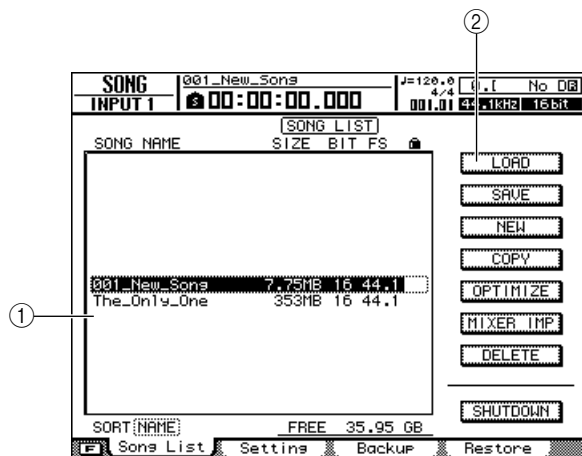 ②
SONG 001_New_Song J=120.0 0.[ No DR
4/4
INPUT 1 S 00:00:00.000 001.01 44.1kHz 16bit
SONG LIST
SONG NAME SIZE BIT FS
LOAD
SAVE
NEW
COPY
001_New_Song 7.75MB 16 44.1
OPTIMIZE
① The_Only_One 353MB 16 44.1
MIXER IMP
DELETE
SHUTDOWN
SORT NAME FREE 35.95 GB
F Song List Setting Backup Restore